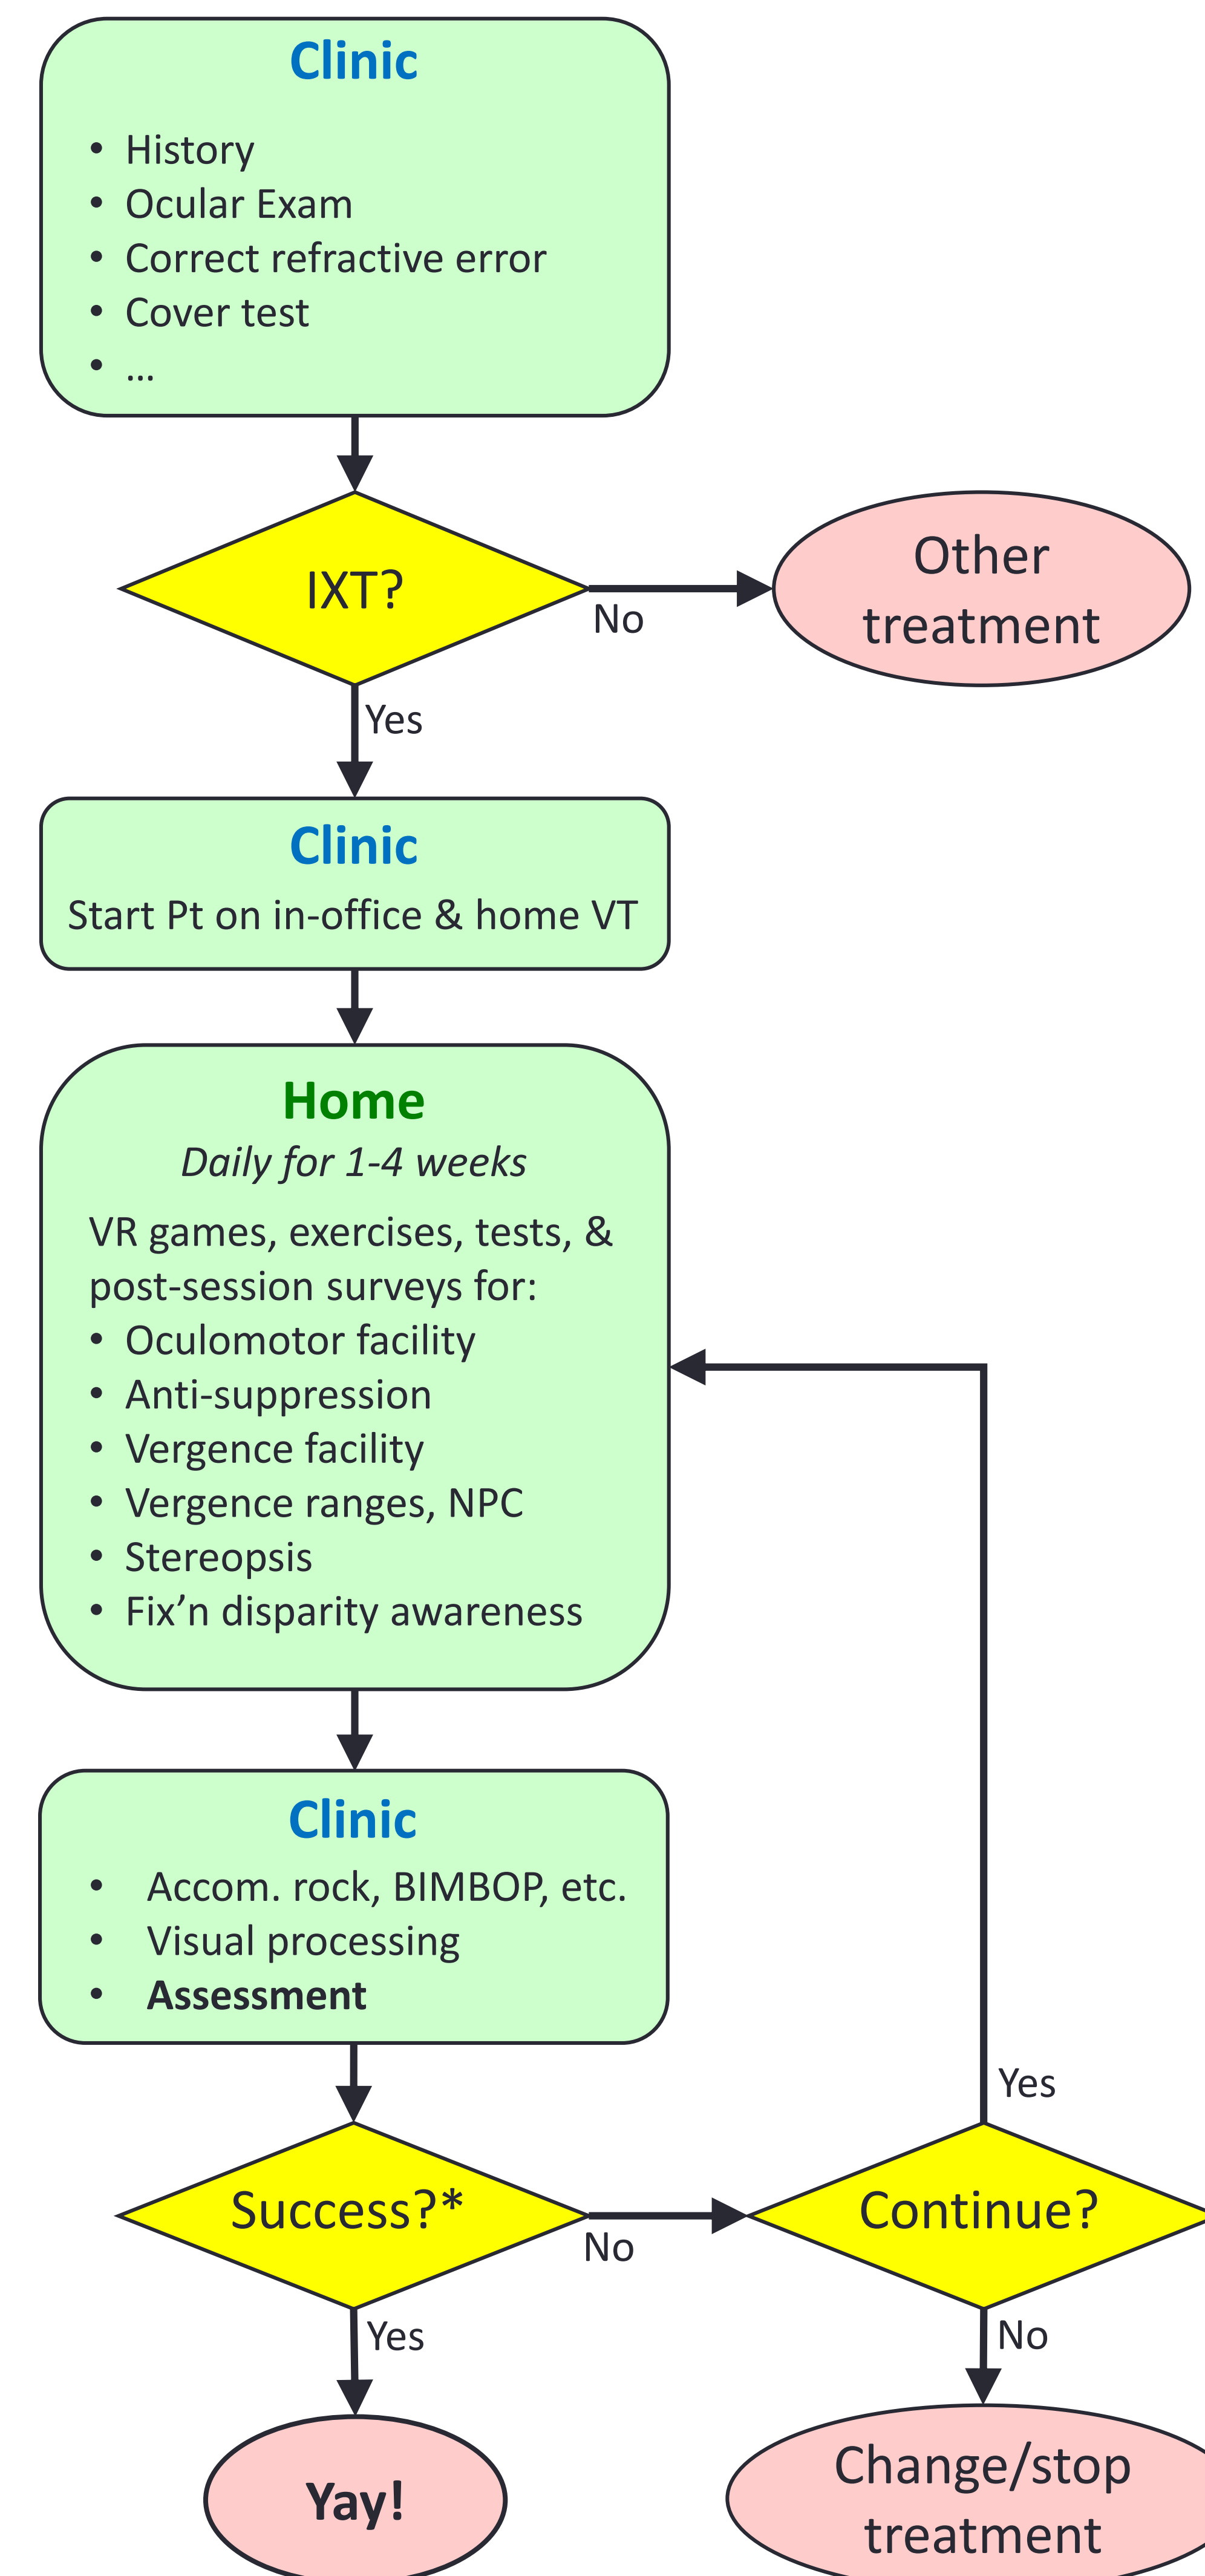 Clinic
• History
• Ocular Exam
• Correct refractive error
• Cover test
• ...
IXT?
No
Other
treatment
Yes
Clinic
Start Pt on in-office & home VT
Home
Daily for 1-4 weeks
VR games, exercises, tests, &
post-session surveys for:
• Oculomotor facility
• Anti-suppression
• Vergence facility
• Vergence ranges, NPC
• Stereopsis
• Fix’n disparity awareness
Clinic
• Accom. rock, BIMBOP, etc.
• Visual processing
• Assessment
Success?*
No
Continue?
Yes
Yes
No
Yay!
Change/stop
treatment